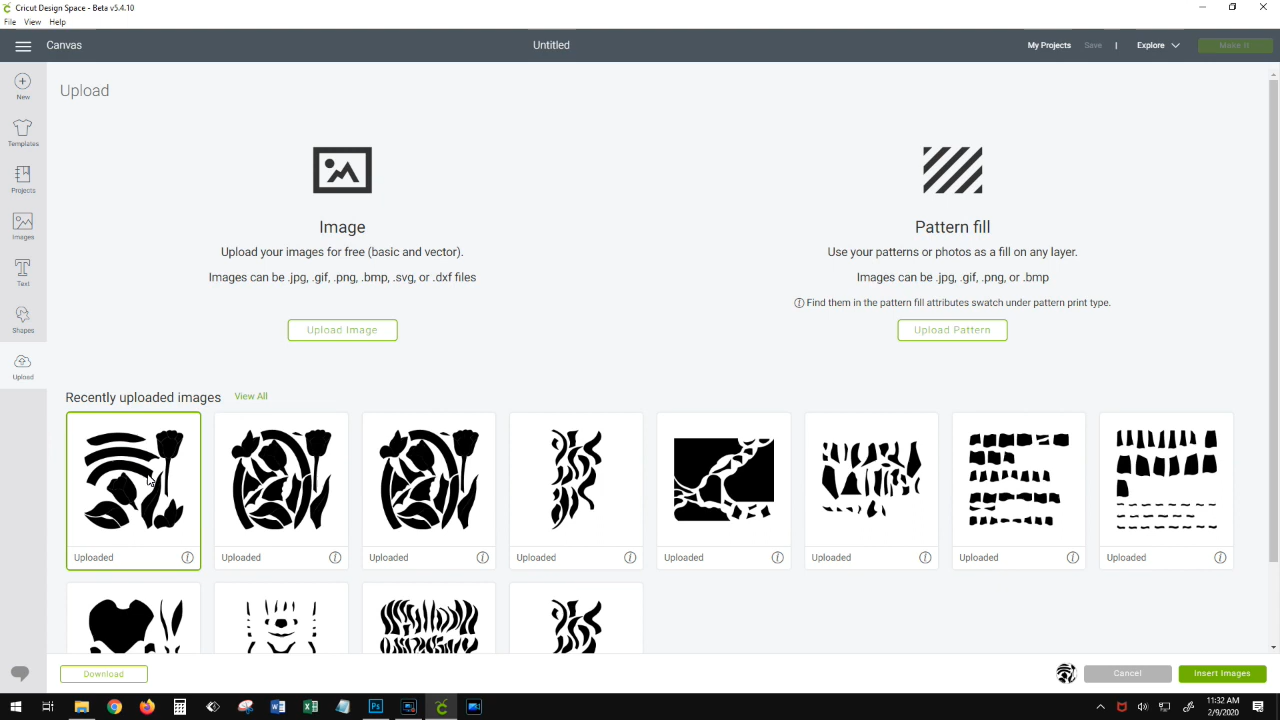 Cricut Design Space - Beta v5.4.10
File View Help
Canvas
Untitled
My Projects Save | Explore Make It
New
Templates
Projects
Images
Text
Shapes
Upload
Upload
Image
Upload your images for free (basic and vector).
Images can be .jpg, .gif, .png, .bmp, .svg, or .dxf files
Upload Image
Pattern fill
Use your patterns or photos as a fill on any layer.
Images can be .jpg, .gif, .png, or .bmp
Find them in the pattern fill attributes swatch under pattern print type.
Upload Pattern
Recently uploaded images View All
Uploaded Uploaded Uploaded Uploaded Uploaded Uploaded Uploaded Uploaded
Download Cancel Insert Images
11:32 AM
2/9/2020